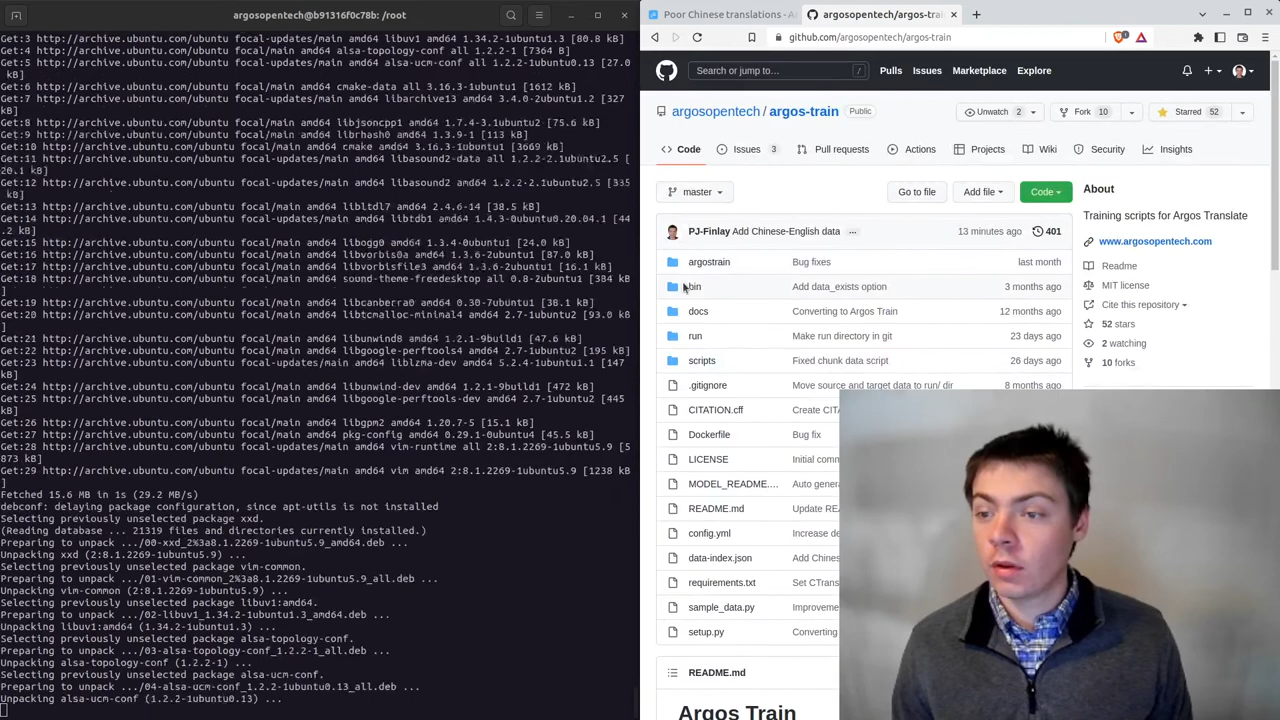 argosopentech@b91316f0c78b: /root
Get:3 http://archive.ubuntu.com/ubuntu focal-updates/main amd64 libuv1 amd64 1.34.2-1ubuntu1.3 [80.8 kB]
Get:4 http://archive.ubuntu.com/ubuntu focal/main amd64 alsa-topology-conf all 1.2.2-1 [7364 B]
Get:5 http://archive.ubuntu.com/ubuntu focal-updates/main amd64 alsa-ucm-conf all 1.2.2-1ubuntu0.13 [27.0
 kB]
Get:6 http://archive.ubuntu.com/ubuntu focal-updates/main amd64 cmake-data all 3.16.3-1ubuntu1 [1612 kB]
Get:7 http://archive.ubuntu.com/ubuntu focal-updates/main amd64 libarchive13 amd64 3.4.0-2ubuntu1.2 [327
kB]
Get:8 http://archive.ubuntu.com/ubuntu focal/main amd64 libjsoncpp1 amd64 1.7.4-3.1ubuntu2 [75.6 kB]
Get:9 http://archive.ubuntu.com/ubuntu focal/main amd64 librhash0 amd64 1.3.9-1 [113 kB]
Get:10 http://archive.ubuntu.com/ubuntu focal-updates/main amd64 cmake amd64 3.16.3-1ubuntu1 [3669 kB]
Get:11 http://archive.ubuntu.com/ubuntu focal-updates/main amd64 libasound2-data all 1.2.2-2.1ubuntu2.5 [
20.1 kB]
Get:12 http://archive.ubuntu.com/ubuntu focal-updates/main amd64 libasound2 amd64 1.2.2-2.1ubuntu2.5 [335
kB]
Get:13 http://archive.ubuntu.com/ubuntu focal/main amd64 libltdl7 amd64 2.4.6-14 [38.5 kB]
Get:14 http://archive.ubuntu.com/ubuntu focal-updates/main amd64 libtdb1 amd64 1.4.3-0ubuntu0.20.04.1 [44
.2 kB]
Get:15 http://archive.ubuntu.com/ubuntu focal/main amd64 libogg0 amd64 1.3.4-0ubuntu1 [24.0 kB]
Get:16 http://archive.ubuntu.com/ubuntu focal/main amd64 libvorbis0a amd64 1.3.6-2ubuntu1 [87.0 kB]
Get:17 http://archive.ubuntu.com/ubuntu focal/main amd64 libvorbisfile3 amd64 1.3.6-2ubuntu1 [16.1 kB]
Get:18 http://archive.ubuntu.com/ubuntu focal/main amd64 sound-theme-freedesktop all 0.8-2ubuntu1 [384 kB
]
Get:19 http://archive.ubuntu.com/ubuntu focal/main amd64 libcanberra0 amd64 0.30-7ubuntu1 [38.1 kB]
Get:20 http://archive.ubuntu.com/ubuntu focal/main amd64 libtcmalloc-minimal4 amd64 2.7-1ubuntu2 [93.0 kB
]
Get:21 http://archive.ubuntu.com/ubuntu focal/main amd64 libunwind8 amd64 1.2.1-9build1 [47.6 kB]
Get:22 http://archive.ubuntu.com/ubuntu focal/main amd64 libgoogle-perftools4 amd64 2.7-1ubuntu2 [195 kB]
Get:23 http://archive.ubuntu.com/ubuntu focal-updates/main amd64 liblzma-dev amd64 5.2.4-1ubuntu1.1 [147
kB]
Get:24 http://archive.ubuntu.com/ubuntu focal/main amd64 libunwind-dev amd64 1.2.1-9build1 [472 kB]
Get:25 http://archive.ubuntu.com/ubuntu focal/main amd64 libgoogle-perftools-dev amd64 2.7-1ubuntu2 [445
kB]
Get:26 http://archive.ubuntu.com/ubuntu focal/main amd64 libgpm2 amd64 1.20.7-5 [15.1 kB]
Get:27 http://archive.ubuntu.com/ubuntu focal/main amd64 pkg-config amd64 0.29.1-0ubuntu4 [45.5 kB]
Get:28 http://archive.ubuntu.com/ubuntu focal-updates/main amd64 vim-runtime all 2:8.1.2269-1ubuntu5.9 [5
873 kB]
Get:29 http://archive.ubuntu.com/ubuntu focal-updates/main amd64 vim amd64 2:8.1.2269-1ubuntu5.9 [1238 kB
]
Fetched 15.6 MB in 1s (29.2 MB/s)
debconf: delaying package configuration, since apt-utils is not installed
Selecting previously unselected package xxd.
(Reading database ... 21319 files and directories currently installed.)
Preparing to unpack .../00-xxd_2%3a8.1.2269-1ubuntu5.9_amd64.deb ...
Unpacking xxd (2:8.1.2269-1ubuntu5.9) ...
Selecting previously unselected package vim-common.
Preparing to unpack .../01-vim-common_2%3a8.1.2269-1ubuntu5.9_all.deb ...
Unpacking vim-common (2:8.1.2269-1ubuntu5.9) ...
Selecting previously unselected package libuv1:amd64.
Preparing to unpack .../02-libuv1_1.34.2-1ubuntu1.3_amd64.deb ...
Unpacking libuv1:amd64 (1.34.2-1ubuntu1.3) ...
Selecting previously unselected package alsa-topology-conf.
Preparing to unpack .../03-alsa-topology-conf_1.2.2-1_all.deb ...
Unpacking alsa-topology-conf (1.2.2-1) ...
Selecting previously unselected package alsa-ucm-conf.
Preparing to unpack .../04-alsa-ucm-conf_1.2.2-1ubuntu0.13_all.deb ...
Unpacking alsa-ucm-conf (1.2.2-1ubuntu0.13) ...
Poor Chinese translations - A
argosopentech/argos-trai
github.com/argosopentech/argos-train
1
Search or jump to… /
Pulls Issues Marketplace Explore
argosopentech / argos-train Public
Unwatch 2 Fork 10 Starred 52
Code Issues 3 Pull requests Actions Projects Wiki Security Insights
master Go to file Add file Code
PJ-Finlay Add Chinese-English data … 13 minutes ago 401
argostrain Bug fixes last month
bin Add data_exists option 3 months ago
docs Converting to Argos Train 12 months ago
run Make run directory in git 23 days ago
scripts Fixed chunk data script 26 days ago
.gitignore Move source and target data to run/ dir 8 months ago
CITATION.cff Create CITA
Dockerfile Bug fix
LICENSE Initial comm
MODEL_README.… Auto genera
README.md Update REA
config.yml Increase de
data-index.json Add Chines
requirements.txt Set CTrans
sample_data.py Improveme
setup.py Converting
README.md
Argos Train
About
Training scripts for Argos Translate
www.argosopentech.com
Readme
MIT license
Cite this repository
52 stars
2 watching
10 forks